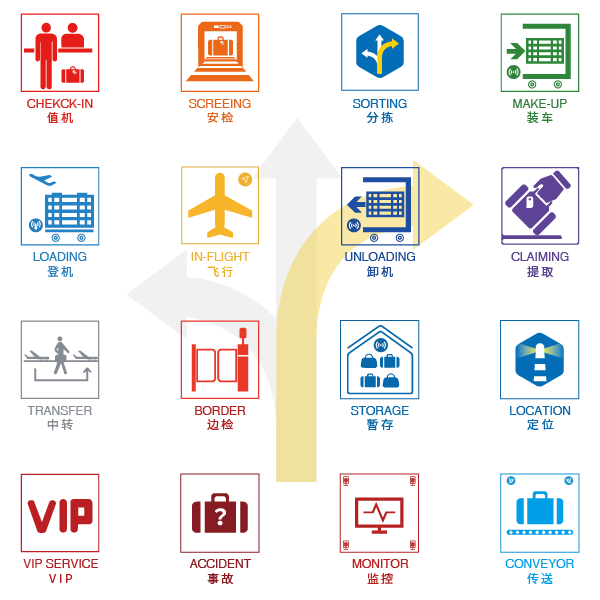 CHEKCK-IN
值机
SCREEING
安检
SORTING
分拣
MAKE-UP
装车
LOADING
登机
IN-FLIGHT
飞行
UNLOADING
卸机
CLAIMING
提取
TRANSFER
中转
BORDER
边检
STORAGE
暂存
LOCATION
定位
VIP
VIP SERVICE
VIP
?
ACCIDENT
事故
MONITOR
监控
CONVEYOR
传送